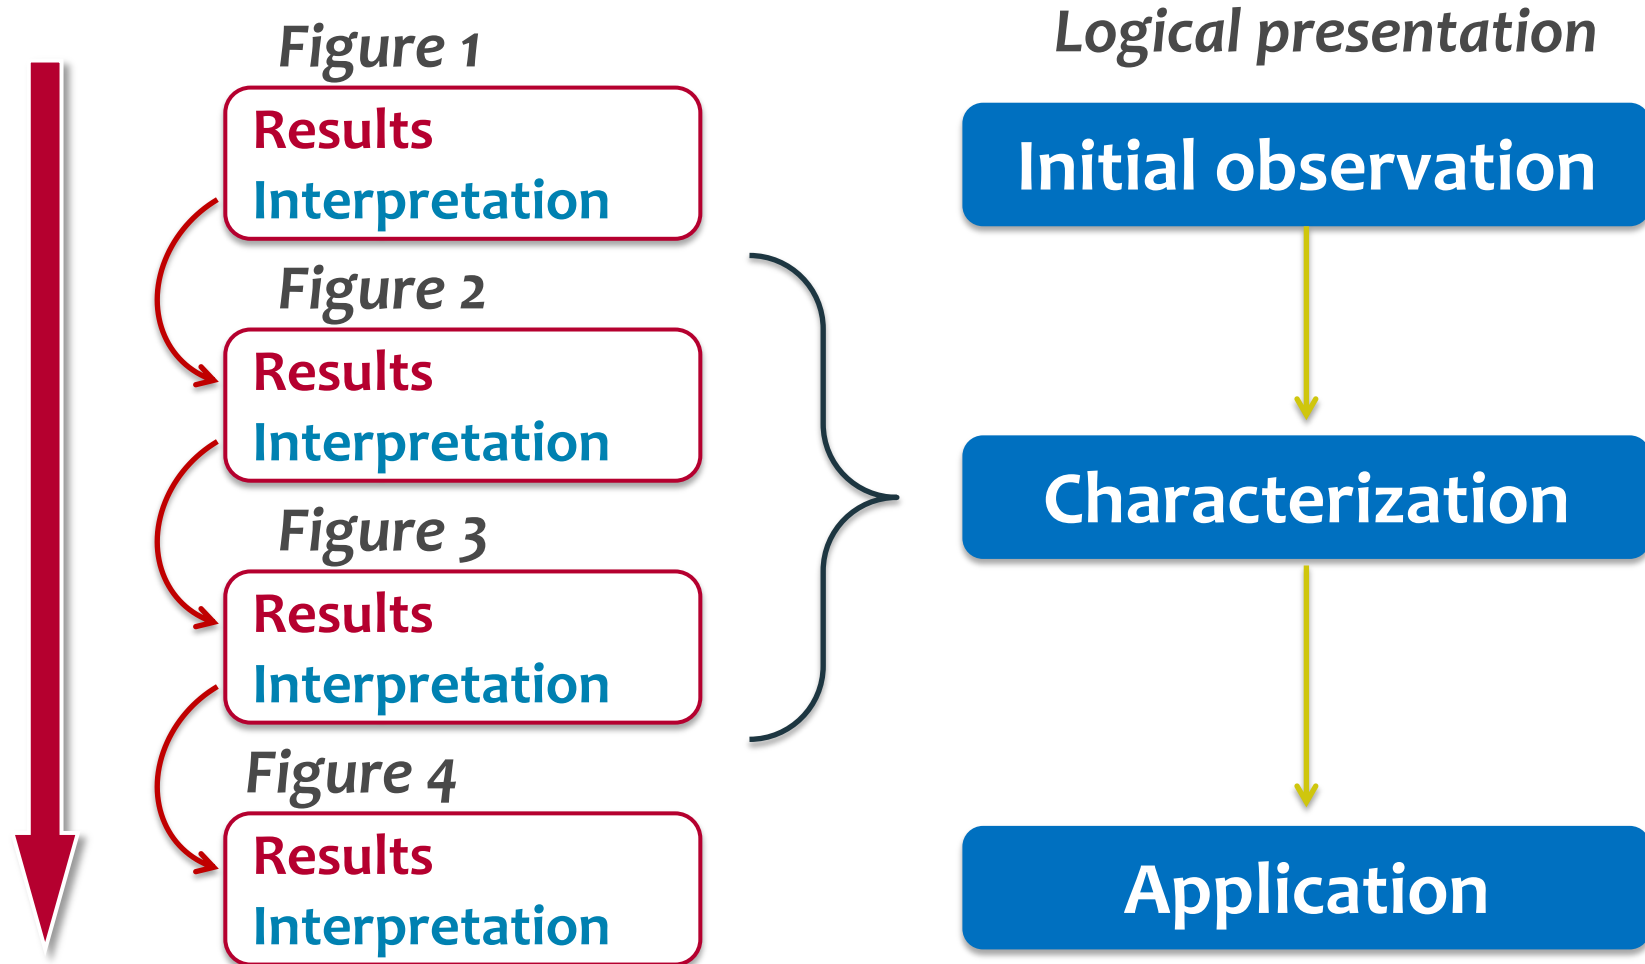 Figure 1
Results
Interpretation
Figure 2
Results
Interpretation
Figure 3
Results
Interpretation
Figure 4
Results
Interpretation
Logical presentation
Initial observation
Characterization
Application